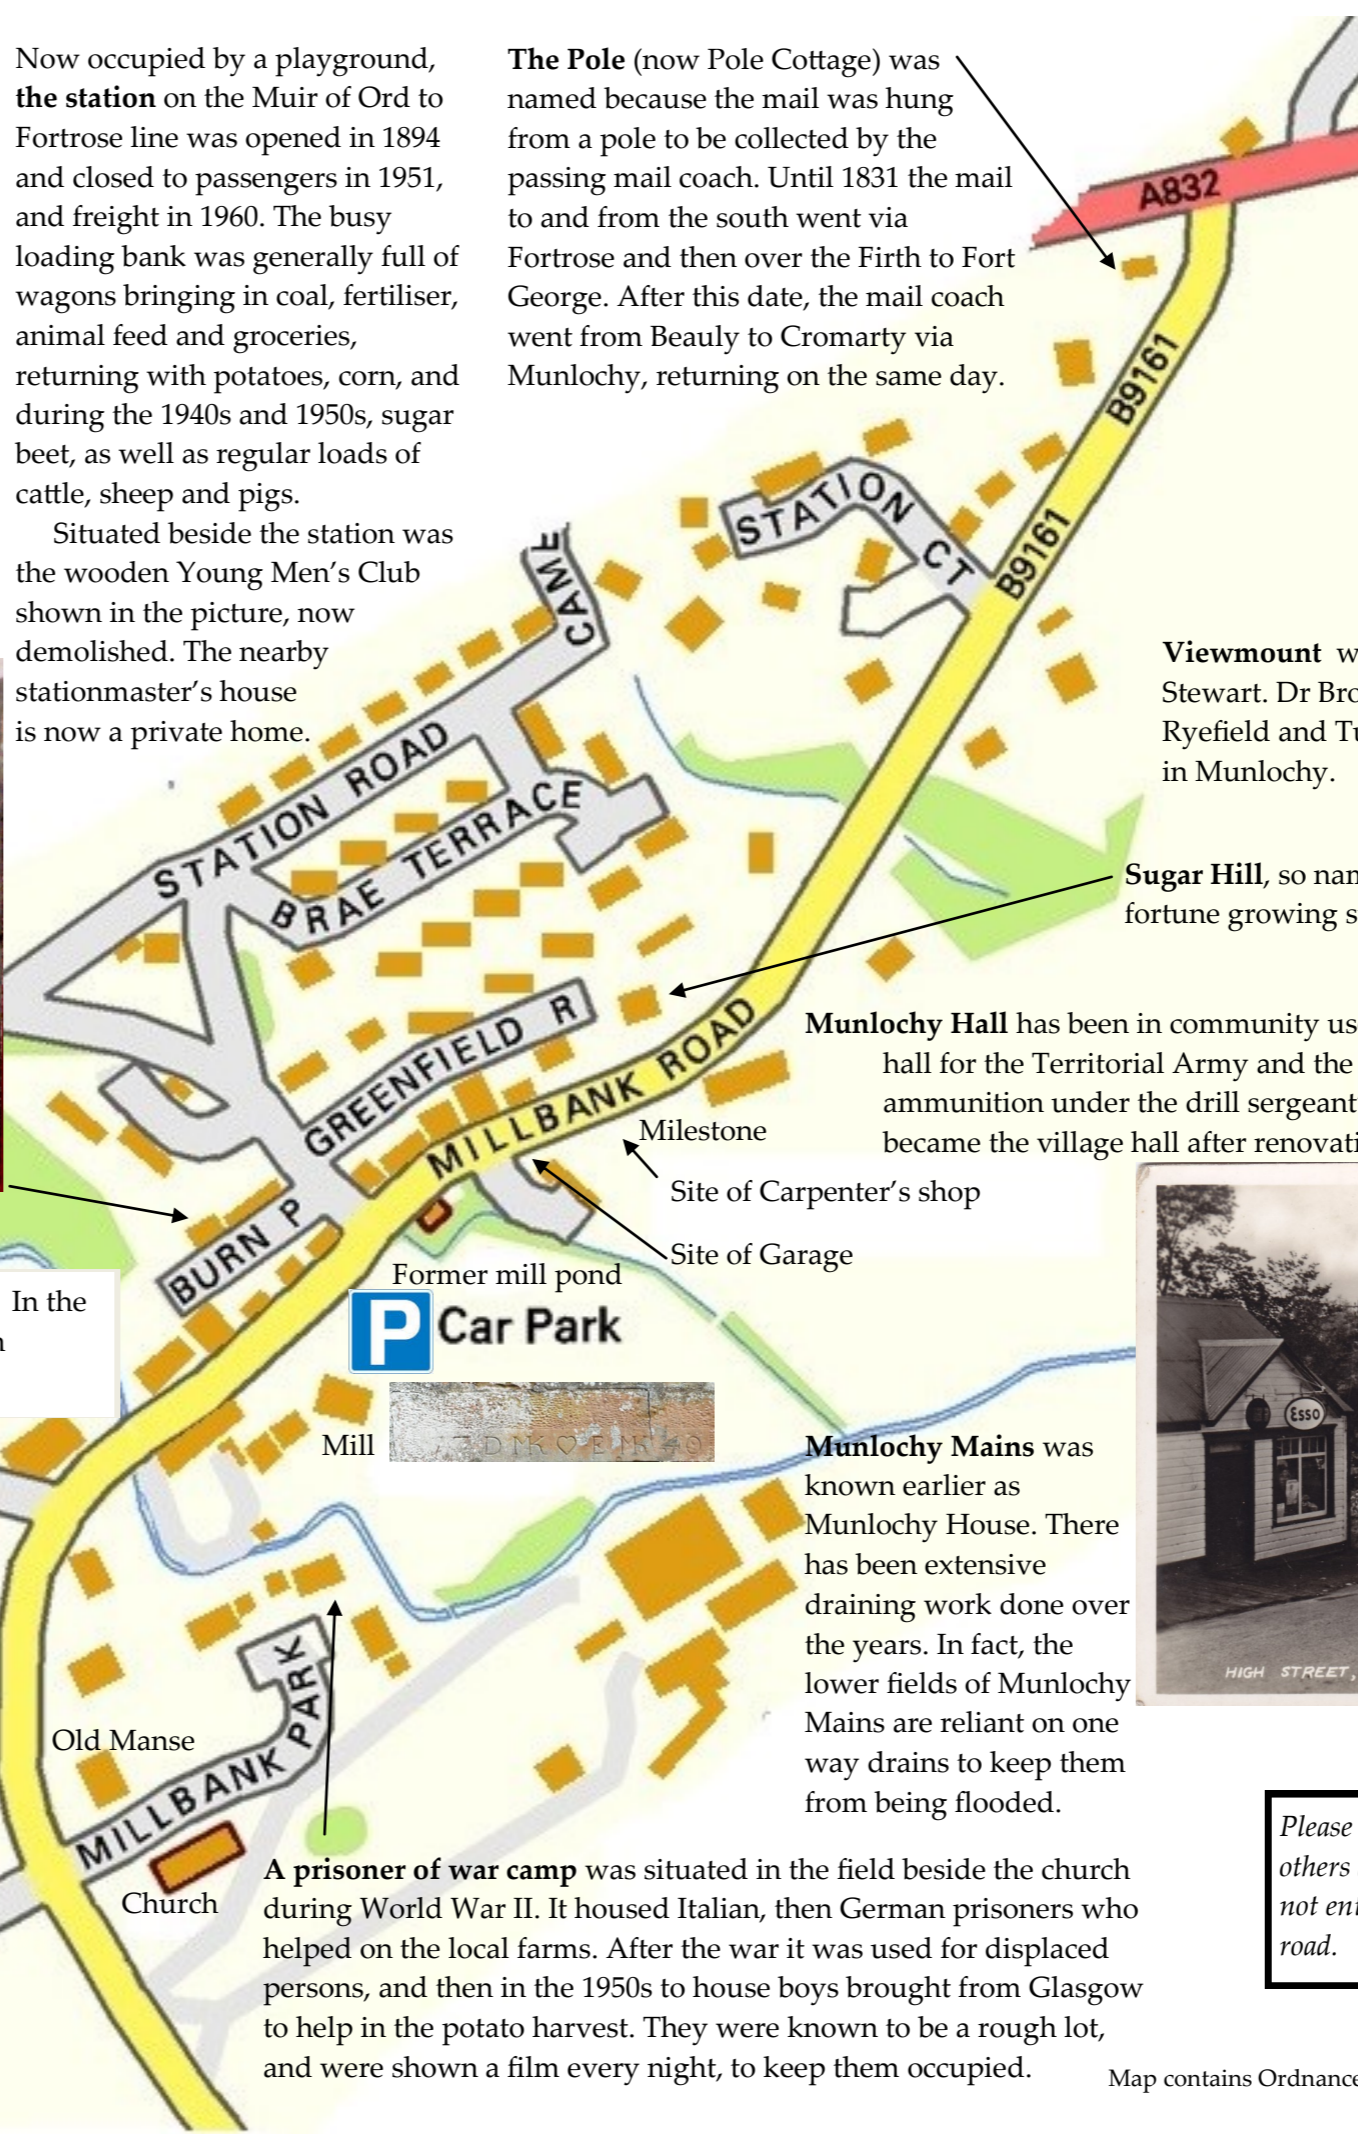 Now occupied by a playground,
the station on the Muir of Ord to
Fortrose line was opened in 1894
and closed to passengers in 1951,
and freight in 1960. The busy
loading bank was generally full of
wagons bringing in coal, fertiliser,
animal feed and groceries,
returning with potatoes, corn, and
during the 1940s and 1950s, sugar
beet, as well as regular loads of
cattle, sheep and pigs.
Situated beside the station was
the wooden Young Men’s Club
shown in the picture, now
demolished. The nearby
stationmaster’s house
is now a private home.
The Pole (now Pole Cottage) was
named because the mail was hung
from a pole to be collected by the
passing mail coach. Until 1831 the mail
to and from the south went via
Fortrose and then over the Firth to Fort
George. After this date, the mail coach
went from Beauly to Cromarty via
Munlochy, returning on the same day.
A832
B9161
B9161
STATION CT
CAME
STATION ROAD
BRAE TERRACE
GREENFIELD R
MILLBANK ROAD
BURN P
Viewmount w
Stewart. Dr Bro
Ryefield and Tu
in Munlochy.
Sugar Hill, so nam
fortune growing s
Munlochy Hall has been in community us
hall for the Territorial Army and the
ammunition under the drill sergeant
became the village hall after renovati
Milestone
Site of Carpenter’s shop
Site of Garage
Former mill pond
In the
P Car Park
Mill
DMK♡EMK 40
Esso
HIGH STREET,
Munlochy Mains was
known earlier as
Munlochy House. There
has been extensive
draining work done over
the years. In fact, the
lower fields of Munlochy
Mains are reliant on one
way drains to keep them
from being flooded.
Old Manse
MILLBANK PARK
Church
A prisoner of war camp was situated in the field beside the church
during World War II. It housed Italian, then German prisoners who
helped on the local farms. After the war it was used for displaced
persons, and then in the 1950s to house boys brought from Glasgow
to help in the potato harvest. They were known to be a rough lot,
and were shown a film every night, to keep them occupied.
Please
others
not ent
road.
Map contains Ordnance